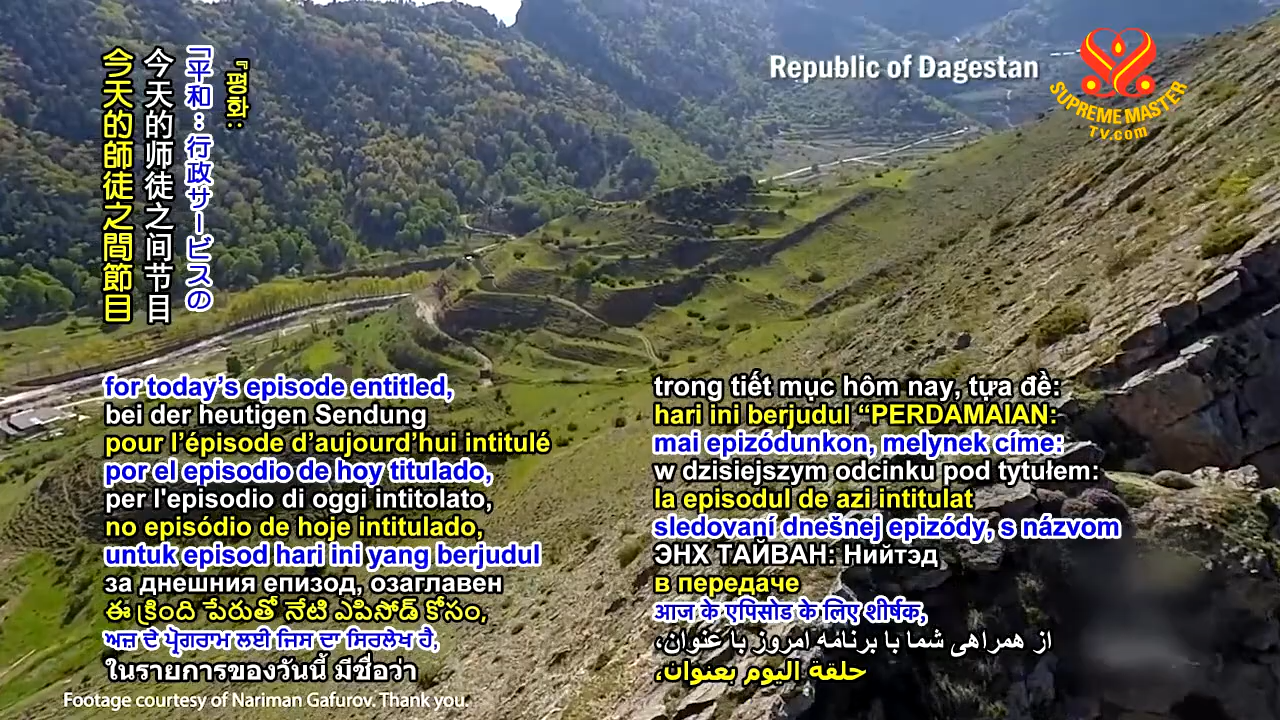 Republic of Dagestan
SUPREME MASTER
TV.com
『평화:
「平和：行政サービスの
今天的师徒之间节目
今天的師徒之間節目
for today’s episode entitled,
bei der heutigen Sendung
pour l’épisode d’aujourd’hui intitulé
por el episodio de hoy titulado,
per l'episodio di oggi intitolato,
no episódio de hoje intitulado,
untuk episod hari ini yang berjudul
за днешния епизод, озаглавен
ఈ క్రింది పేరుతో నేటి ఎపిసోడ్ కోసం,
ਅਜ਼ ਦੇ ਪ੍ਰੋਗਰਾਮ ਲਈ ਜਿਸ ਦਾ ਸਿਰਲੇਖ ਹੈ,
ในรายการของวันนี้ มีชื่อว่า
trong tiết mục hôm nay, tựa đề:
hari ini berjudul “PERDAMAIAN:
mai epizódunkon, melynek címe:
w dzisiejszym odcinku pod tytułem:
la episodul de azi intitulat
sledovaní dnešnej epizódy, s názvom
ЭНХ ТАЙВАН: Нийтэд
в передаче
आज के एपिसोड के लिए शीर्षक,
از همراهی شما با برنامه امروز با عنوان،
حلقة اليوم بعنوان،
Footage courtesy of Nariman Gafurov. Thank you.